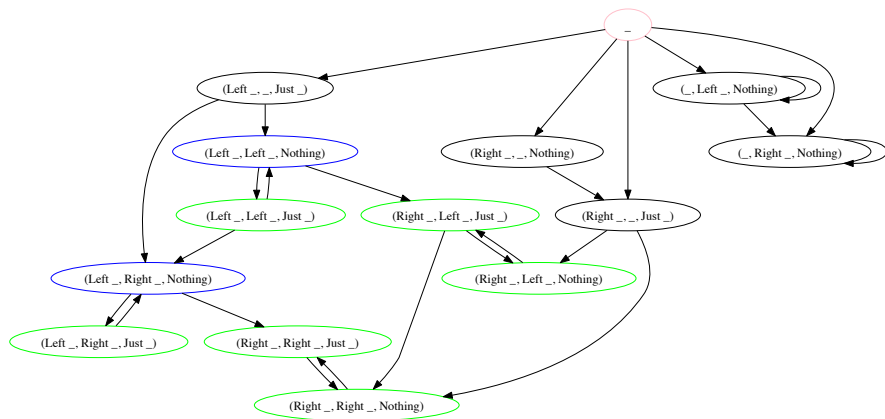 _
(Left _, _, Just _)
(_, Left _, Nothing)
(Left _, Left _, Nothing)
(Right _, _, Nothing)
(_, Right _, Nothing)
(Left _, Left _, Just _)
(Right _, Left _, Just _)
(Right _, _, Just _)
(Left _, Right _, Nothing)
(Right _, Left _, Nothing)
(Left _, Right _, Just _)
(Right _, Right _, Just _)
(Right _, Right _, Nothing)